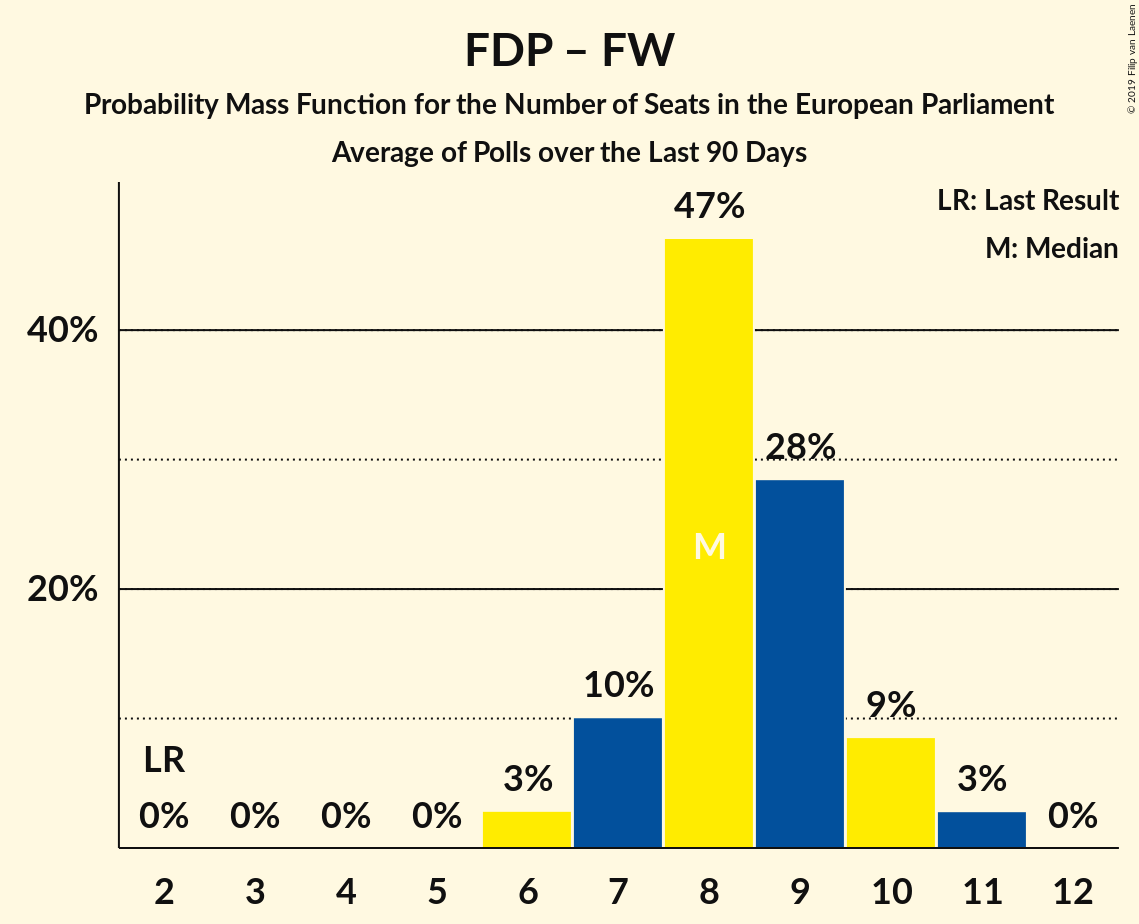 FDP – FW
Probability Mass Function for the Number of Seats in the European Parliament
Average of Polls over the Last 90 Days
© 2019 Filip van Laenen
LR: Last Result
M: Median
47%
40%
28%
M
20%
10%
9%
LR
3%
3%
0%
0%
0%
0%
0%
2 3 4 5 6 7 8 9 10 11 12